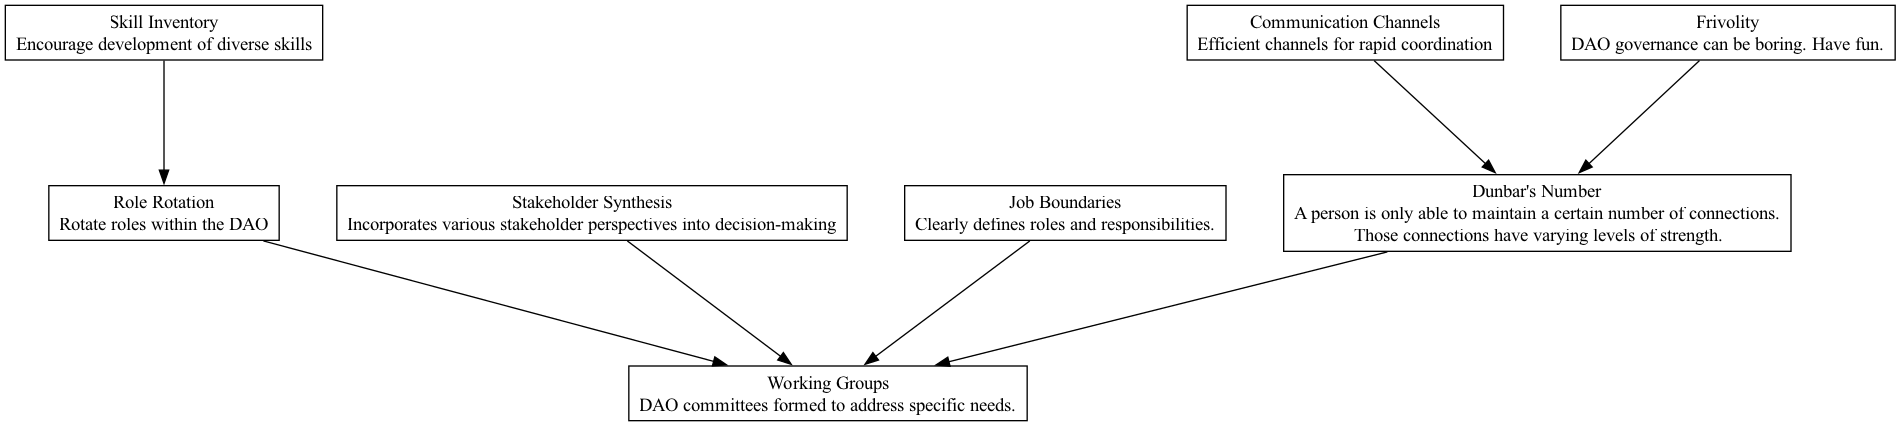 Skill Inventory
Encourage development of diverse skills
Communication Channels
Efficient channels for rapid coordination
Frivolity
DAO governance can be boring. Have fun.
Role Rotation
Rotate roles within the DAO
Stakeholder Synthesis
Incorporates various stakeholder perspectives into decision-making
Job Boundaries
Clearly defines roles and responsibilities.
Dunbar's Number
A person is only able to maintain a certain number of connections.
Those connections have varying levels of strength.
Working Groups
DAO committees formed to address specific needs.